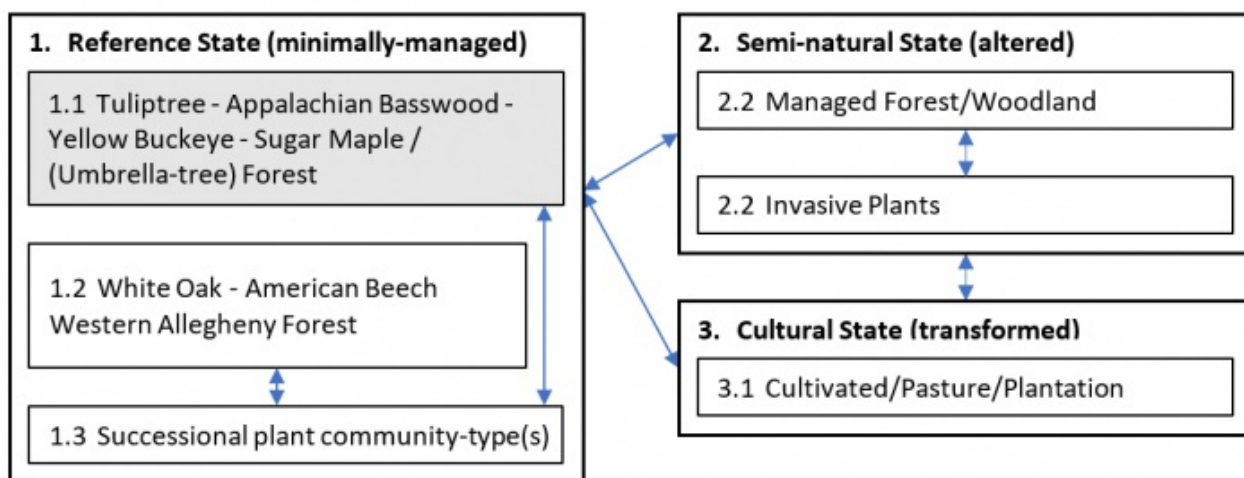 1. Reference State (minimally-managed)
1.1 Tuliptree - Appalachian Basswood -
Yellow Buckeye - Sugar Maple /
(Umbrella-tree) Forest
1.2 White Oak - American Beech
Western Allegheny Forest
1.3 Successional plant community-type(s)
2. Semi-natural State (altered)
2.2 Managed Forest/Woodland
2.2 Invasive Plants
3. Cultural State (transformed)
3.1 Cultivated/Pasture/Plantation